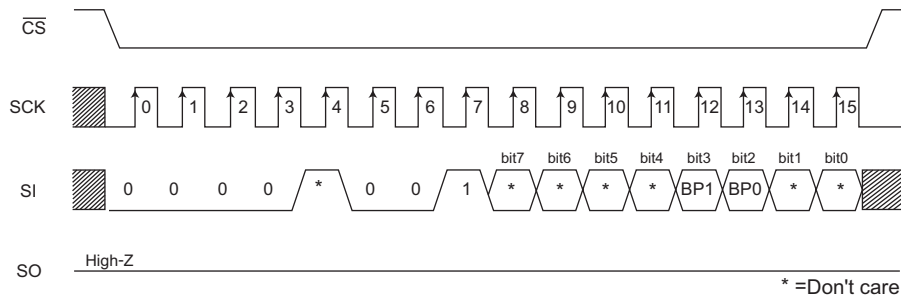 CS
SCK 0 1 2 3 4 5 6 7 8 9 10 11 12 13 14 15
bit7 bit6 bit5 bit4 bit3 bit2 bit1 bit0
SI 0 0 0 0 * 0 0 1 * * * * BP1 BP0 * *
High-Z
SO
* =Don't care